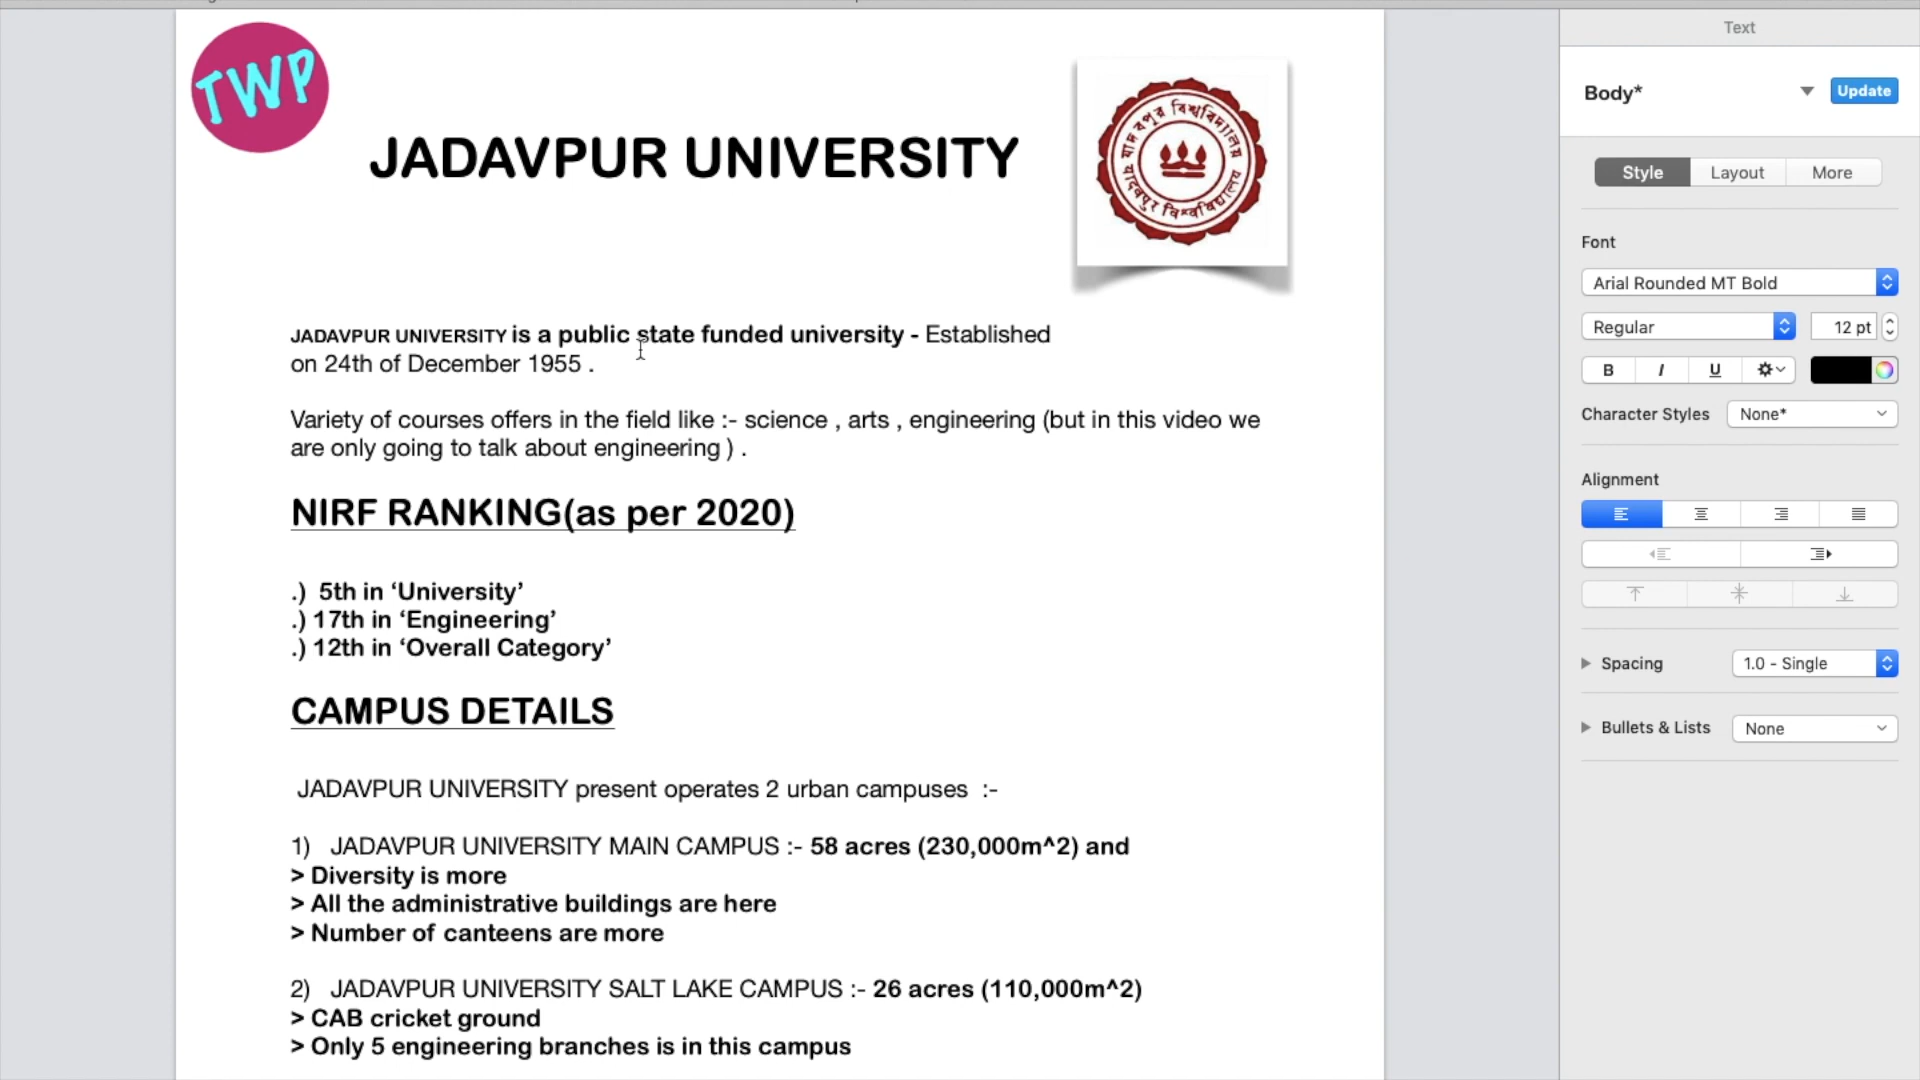 Text
TWP
Body*
Update
JADAVPUR UNIVERSITY
যাদবপুর বিশ্ববিদ্যালয়
यादवपुर विश्वविद्यालय
Style Layout More
Font
Arial Rounded MT Bold
Regular 12 pt
B I U
Character Styles None*
Alignment
Spacing 1.0 - Single
Bullets & Lists None
JADAVPUR UNIVERSITY is a public state funded university - Established
on 24th of December 1955 .
Variety of courses offers in the field like :- science , arts , engineering (but in this video we
are only going to talk about engineering ) .
NIRF RANKING(as per 2020)
.)  5th in ‘University’
.) 17th in ‘Engineering’
.) 12th in ‘Overall Category’
CAMPUS DETAILS
JADAVPUR UNIVERSITY present operates 2 urban campuses  :-
1)   JADAVPUR UNIVERSITY MAIN CAMPUS :- 58 acres (230,000m^2) and
> Diversity is more
> All the administrative buildings are here
> Number of canteens are more
2)   JADAVPUR UNIVERSITY SALT LAKE CAMPUS :- 26 acres (110,000m^2)
> CAB cricket ground
> Only 5 engineering branches is in this campus